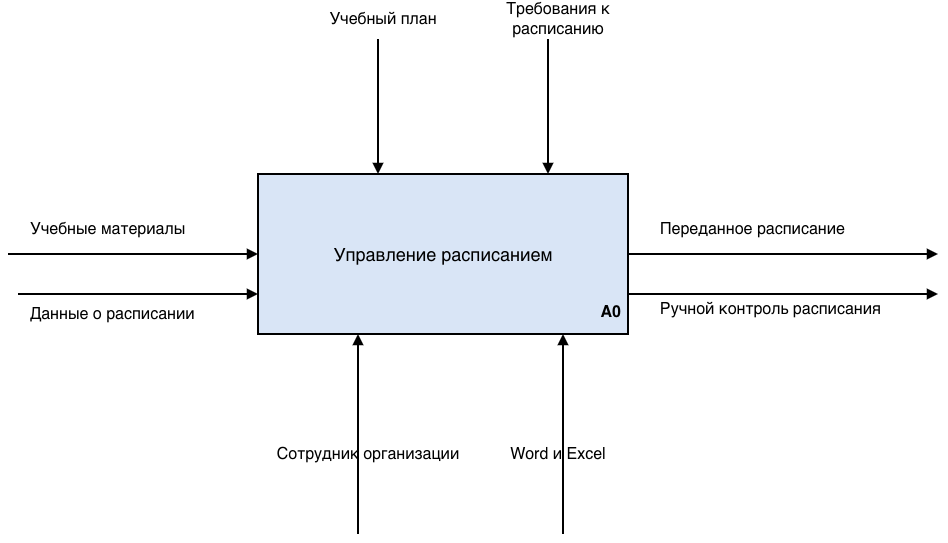 Учебный план
Требования к
расписанию
Учебные материалы
Переданное расписание
Управление расписанием
Данные о расписании
A0
Ручной контроль расписания
Сотрудник организации
Word и Excel